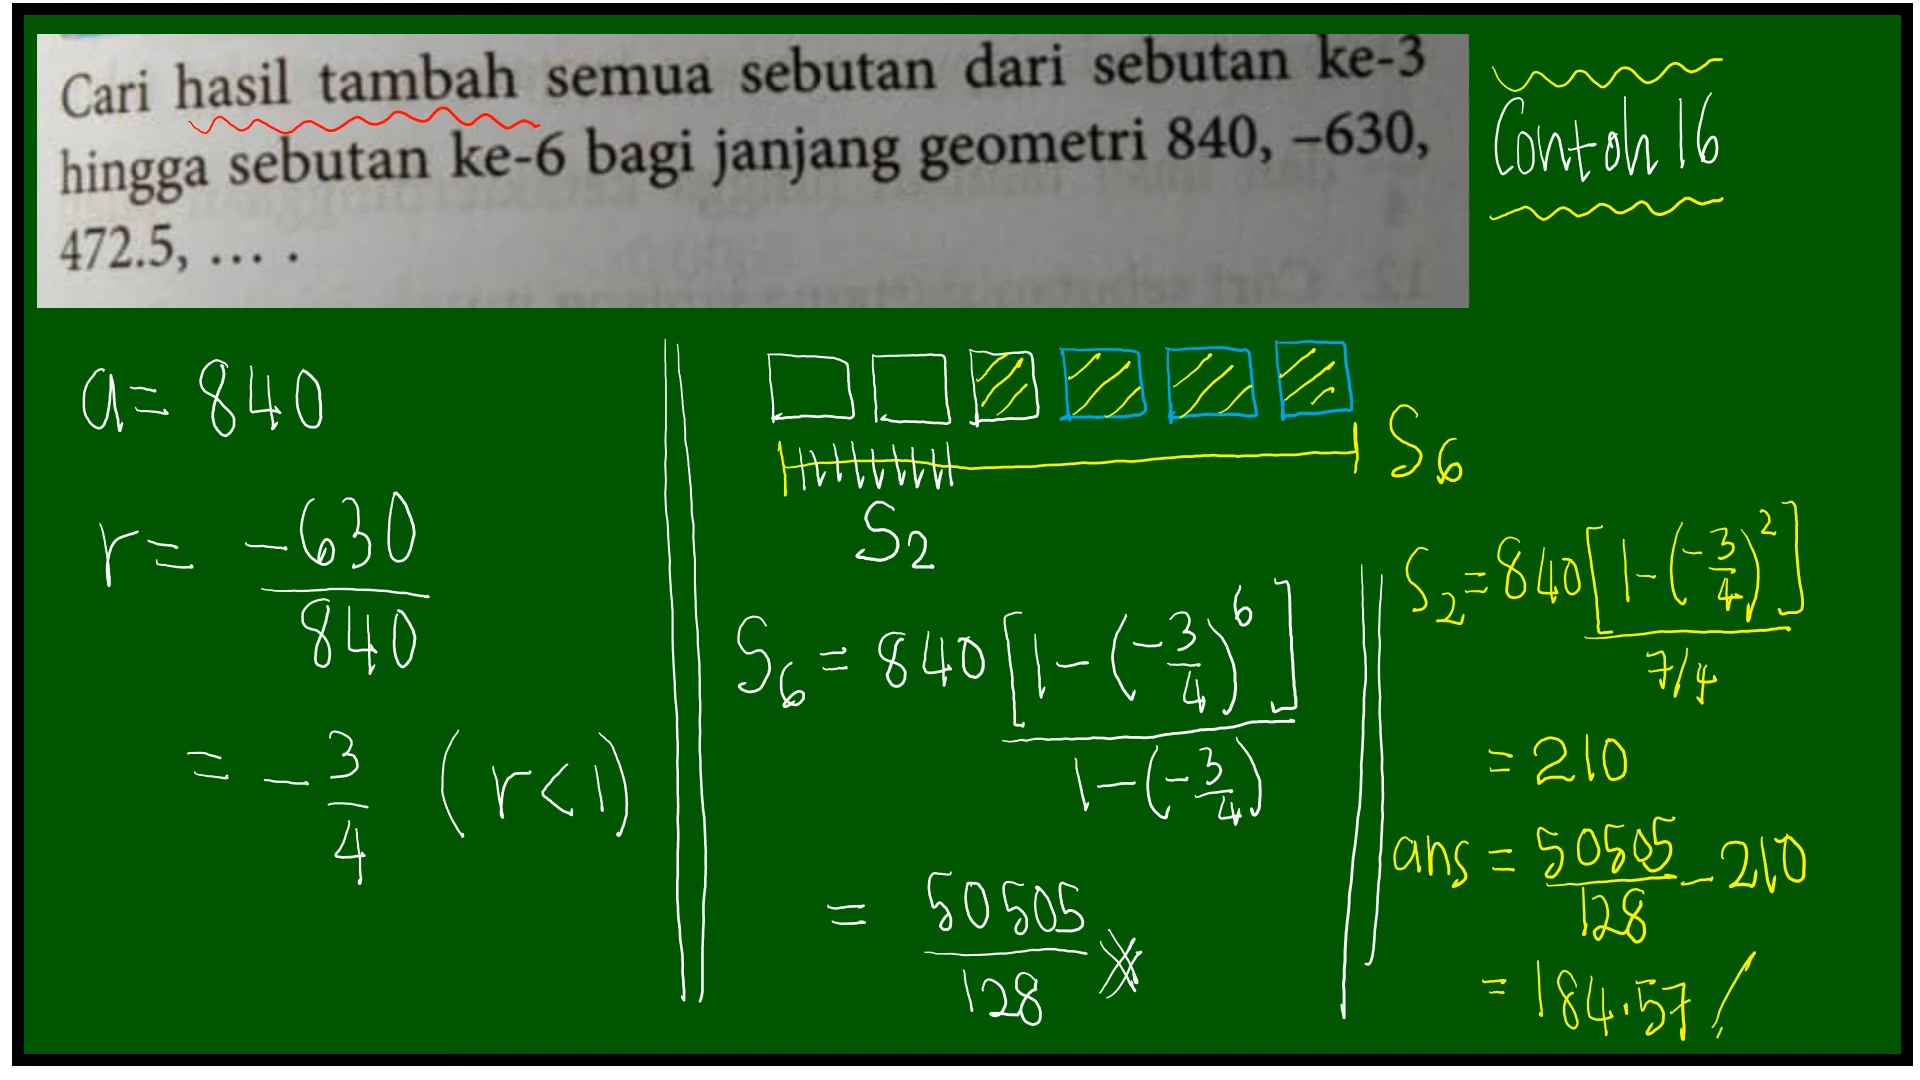 Cari hasil tambah semua sebutan dari sebutan ke-3
hingga sebutan ke-6 bagi janjang geometri 840, –630,
472.5, ... .
Contoh 16
a = 840
r = -630/840
= -3/4 (r<1)
S6
S2
S6 = 840[1-(-3/4)^6]/1-(-3/4)
= 50505/128
S2 = 840[1-(-3/4)^2]/7/4
= 210
ans = 50505/128 - 210
= 184.57